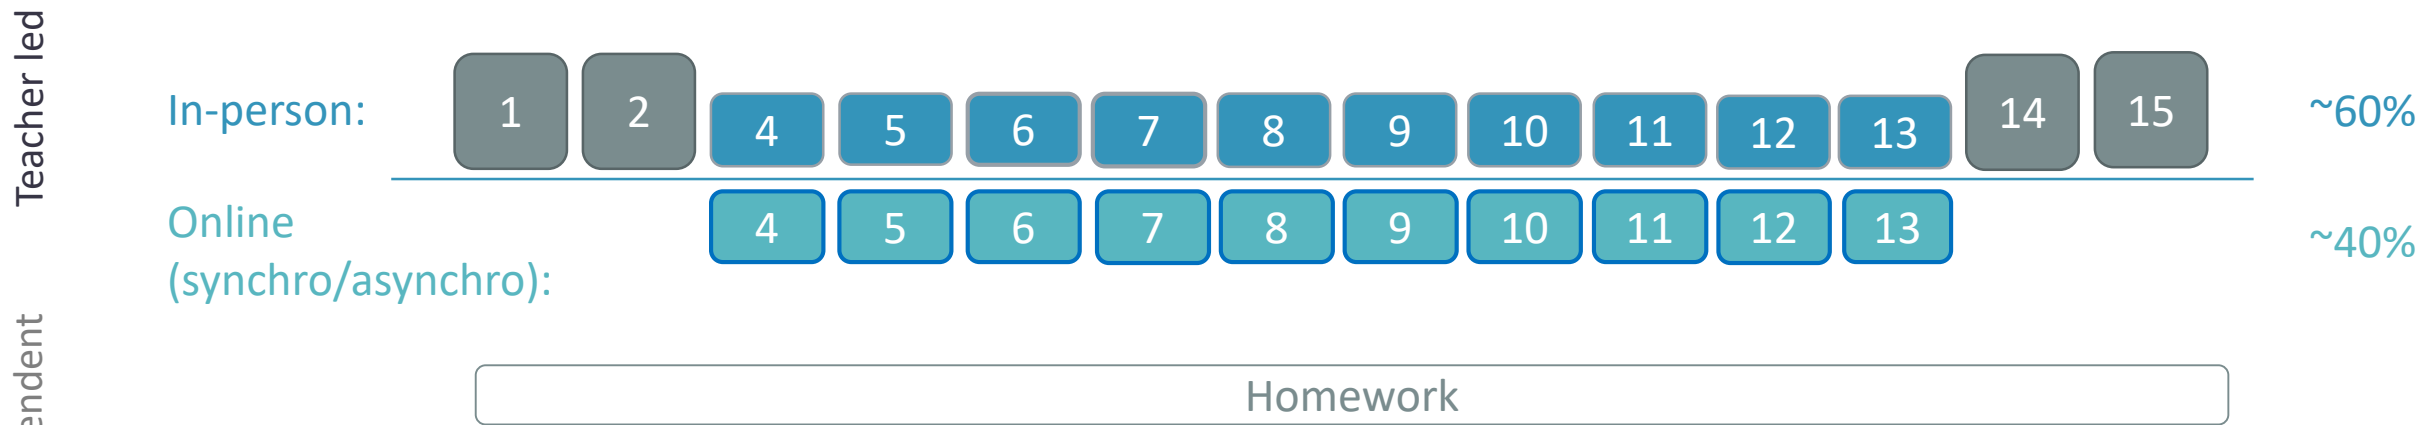 Teacher led
In-person:
1 2 4 5 6 7 8 9 10 11 12 13 14 15
~60%
Online
(synchro/asynchro):
4 5 6 7 8 9 10 11 12 13
~40%
Homework